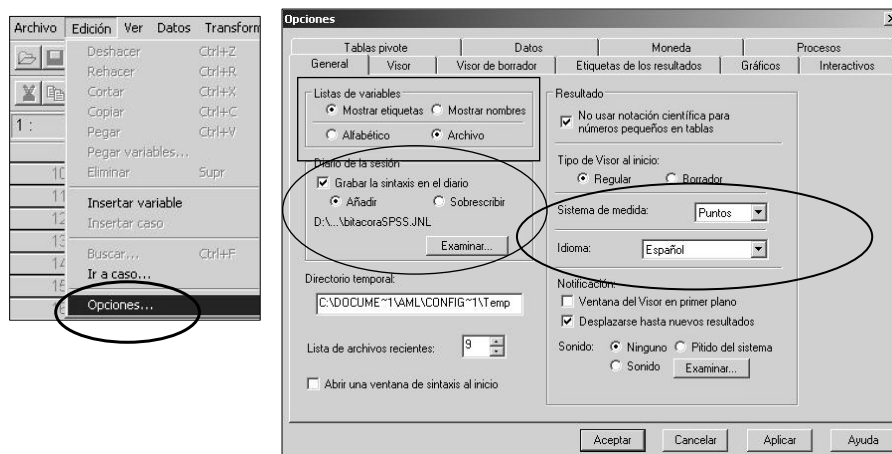 Archivo Edición Ver Datos Transform
Deshacer Ctrl+Z
Rehacer Ctrl+R
Cortar Ctrl+X
Copiar Ctrl+C
Pegar Ctrl+V
Pegar variables...
Eliminar Supr
Insertar variable
Insertar caso
Buscar... Ctrl+F
Ir a caso...
Opciones...
1 :
10
11
12
13
14
15
Opciones
Tablas pivote Datos Moneda Procesos
General Visor Visor de borrador Etiquetas de los resultados Gráficos Interactivos
Listas de variables
Mostrar etiquetas Mostrar nombres
Alfabético Archivo
Diario de la sesión
Grabar la sintaxis en el diario
Añadir Sobrescribir
D:\...\bitacoraSPSS.JNL
Examinar...
Directorio temporal:
C:\DOCUME~1\AML\CONFIG~1\Temp
Lista de archivos recientes: 9
Abrir una ventana de sintaxis al inicio
Resultado
No usar notación científica para
números pequeños en tablas
Tipo de Visor al inicio:
Regular Borrador
Sistema de medida: Puntos
Idioma: Español
Notificación:
Ventana del Visor en primer plano
Desplazarse hasta nuevos resultados
Sonido: Ninguno Pitido del sistema
Sonido Examinar...
Aceptar Cancelar Aplicar Ayuda